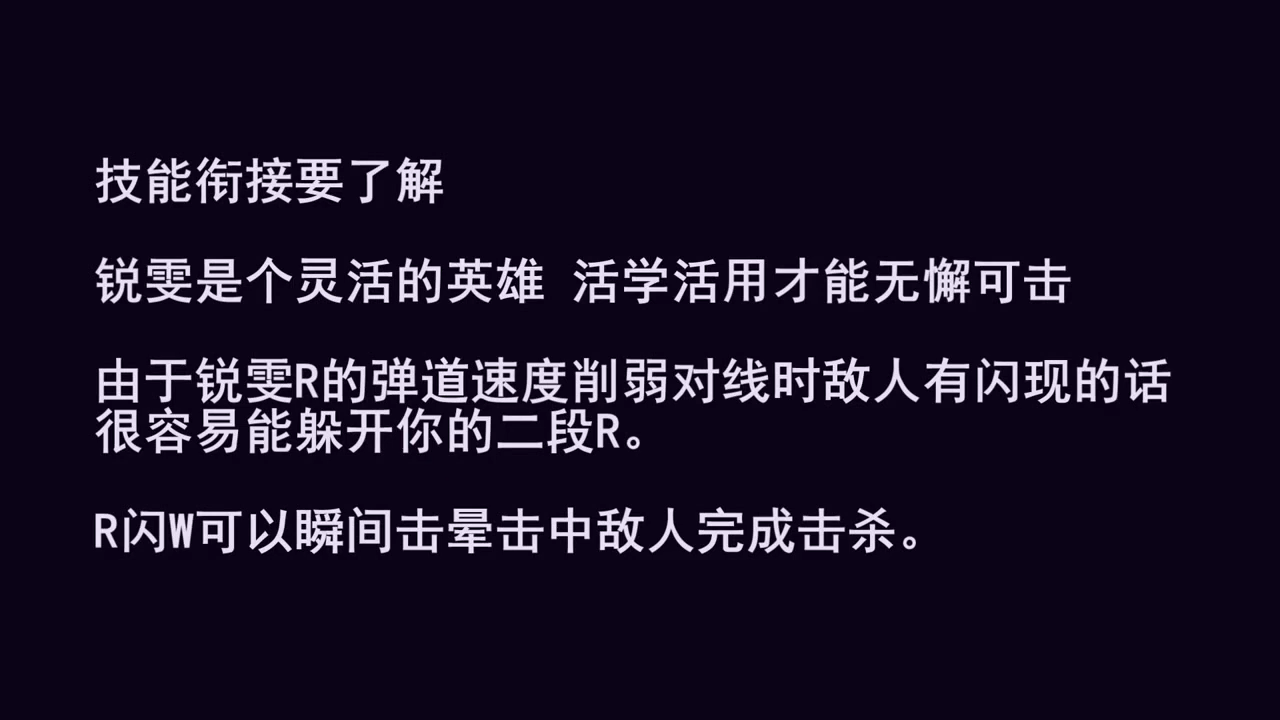 技能衔接要了解
锐雯是个灵活的英雄 活学活用才能无懈可击
由于锐雯R的弹道速度削弱对线时敌人有闪现的话
很容易能躲开你的二段R。
R闪W可以瞬间击晕击中敌人完成击杀。